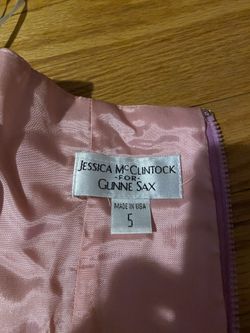 JESSICA MCCLINTOCK
-FOR-
GUNNE SAX
MADE IN USA
5